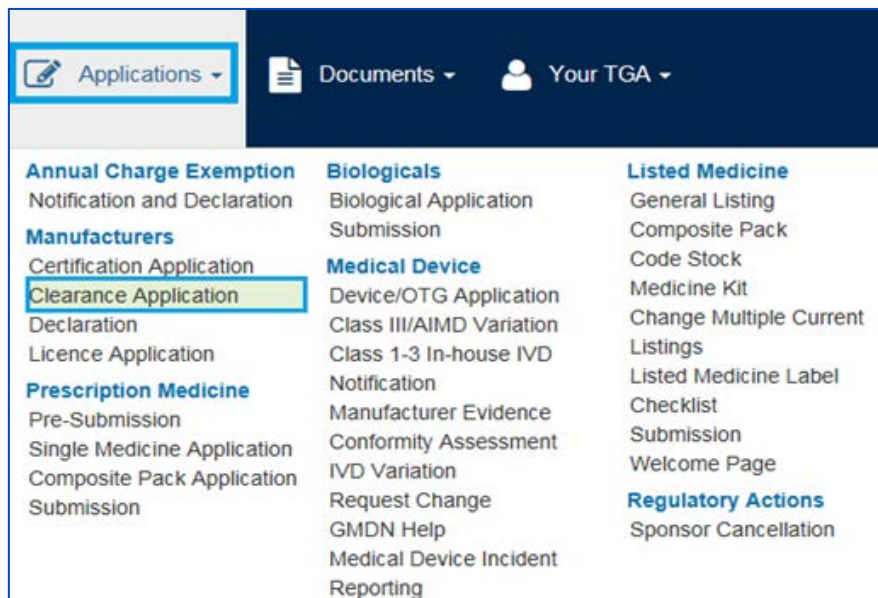 Applications
Documents
Your TGA
Annual Charge Exemption
Notification and Declaration
Manufacturers
Certification Application
Clearance Application
Declaration
Licence Application
Prescription Medicine
Pre-Submission
Single Medicine Application
Composite Pack Application
Submission
Biologicals
Biological Application
Submission
Medical Device
Device/OTG Application
Class III/AIMD Variation
Class 1-3 In-house IVD
Notification
Manufacturer Evidence
Conformity Assessment
IVD Variation
Request Change
GMDN Help
Medical Device Incident
Reporting
Listed Medicine
General Listing
Composite Pack
Code Stock
Medicine Kit
Change Multiple Current
Listings
Listed Medicine Label
Checklist
Submission
Welcome Page
Regulatory Actions
Sponsor Cancellation